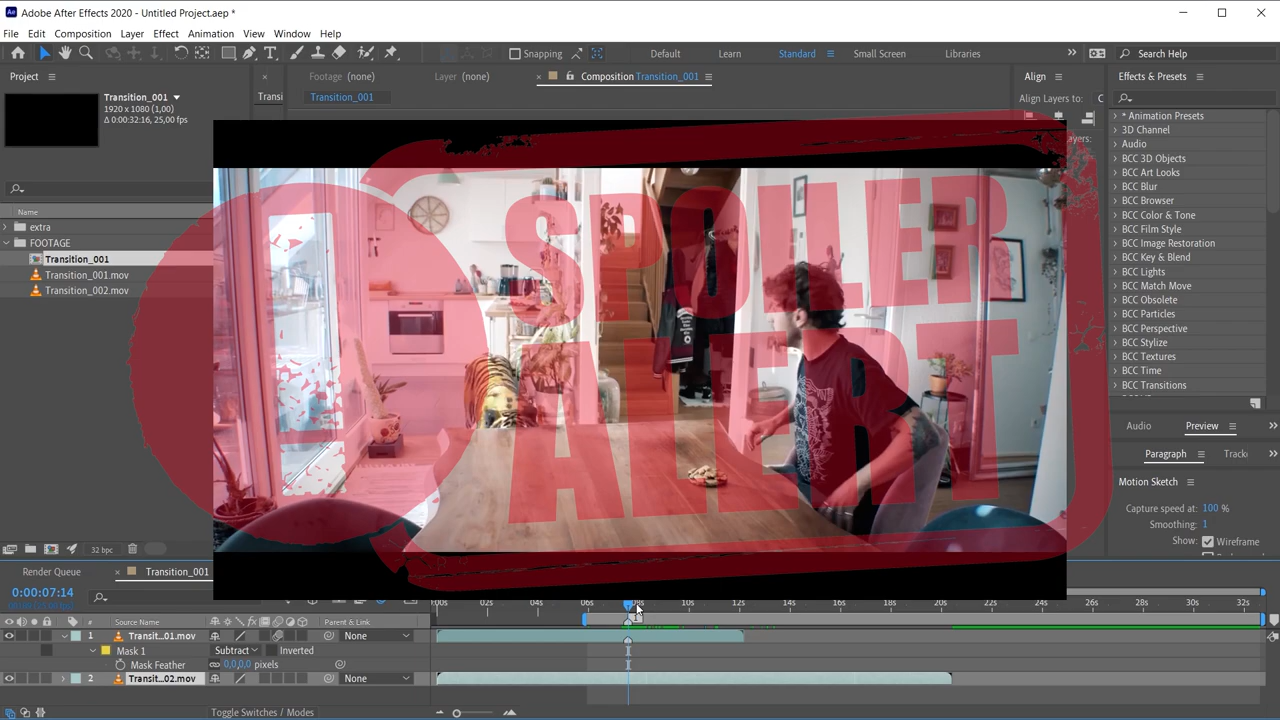 Adobe After Effects 2020 - Untitled Project.aep *
File Edit Composition Layer Effect Animation View Window Help
Snapping Default Learn Standard Small Screen Libraries Search Help
Project Footage (none) Layer (none) Composition Transition_001 Align Effects & Presets
Transition_001
1920 x 1080 (1,00)
Δ 0:00:32:16, 25,00 fps
Transi
Transition_001
Align Layers to:
Layers:
Name
extra
FOOTAGE
Transition_001
Transition_001.mov
Transition_002.mov
SPOILER
ALERT
* Animation Presets
3D Channel
Audio
BCC 3D Objects
BCC Art Looks
BCC Blur
BCC Browser
BCC Color & Tone
BCC Film Style
BCC Image Restoration
BCC Key & Blend
BCC Lights
BCC Match Move
BCC Obsolete
BCC Particles
BCC Perspective
BCC Stylize
BCC Textures
BCC Time
BCC Transitions
Audio Preview
Paragraph Track
Motion Sketch
Capture speed at: 100 %
Smoothing: 1
Show: Wireframe
32 bpc
Render Queue Transition_001
0:00:07:14
:00s 02s 04s 06s 08s 10s 12s 14s 16s 18s 20s 22s 24s 26s 28s 30s 32s
# Source Name Parent & Link
1 Transit...01.mov None
Mask 1 Subtract Inverted
Mask Feather 0,0,0,0 pixels
2 Transit...02.mov None
Toggle Switches / Modes